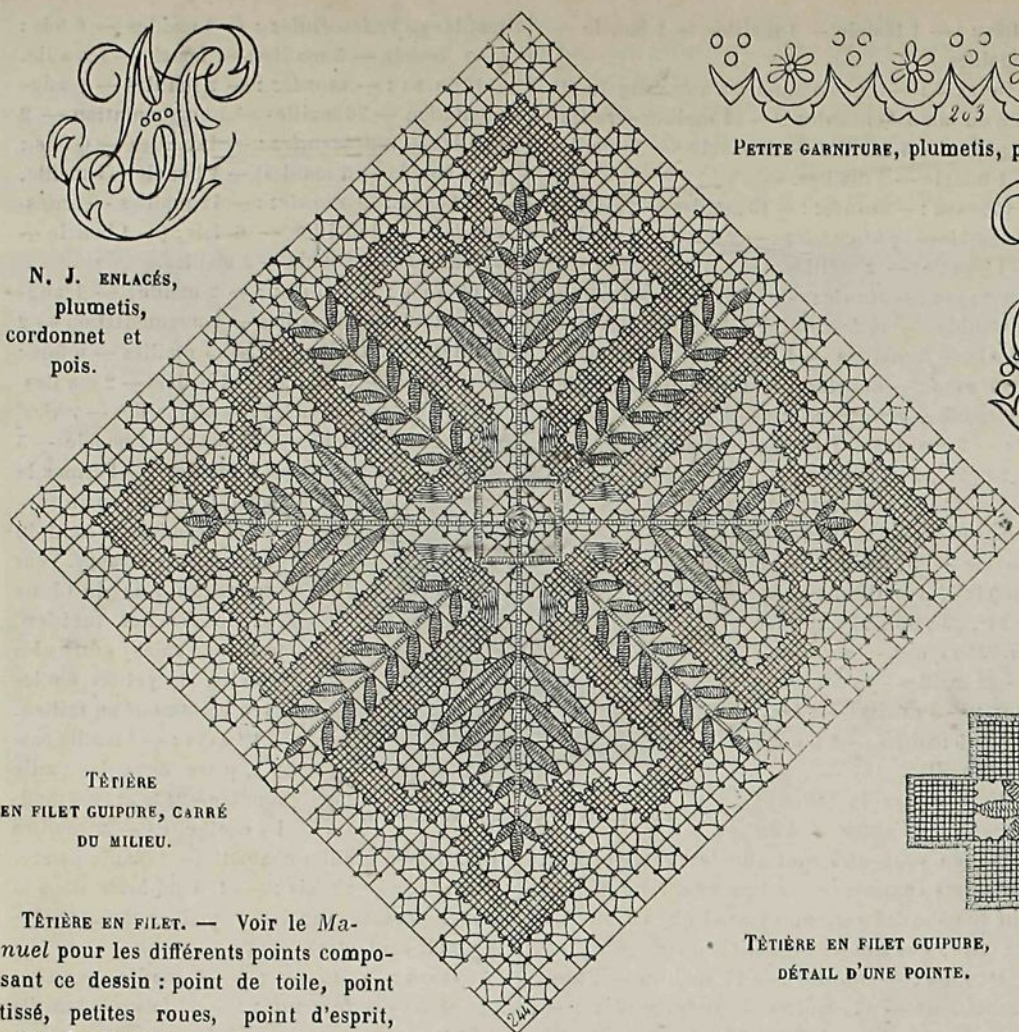 203
PETITE GARNITURE, plumetis, p
N. J. ENLACÉS,
plumetis,
cordonnet et
pois.
TÊTIÈRE
EN FILET GUIPURE, CARRÉ
DU MILIEU.
TÊTIÈRE EN FILET. — Voir le Ma-
nuel pour les différents points compo-
sant ce dessin : point de toile, point
tissé, petites roues, point d'esprit,
TÊTIÈRE EN FILET GUIPURE,
DÉTAIL D'UNE POINTE.
244